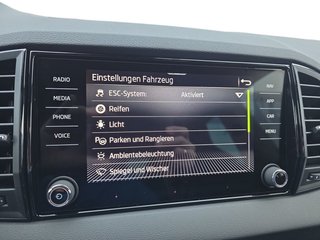 Einstellungen Fahrzeug
RADIO
MEDIA
PHONE
VOICE
ESC-System: Aktiviert
Reifen
Licht
Parken und Rangieren
Ambientebeleuchtung
Spiegel und Wischer
NAV
APP
CAR
MENU